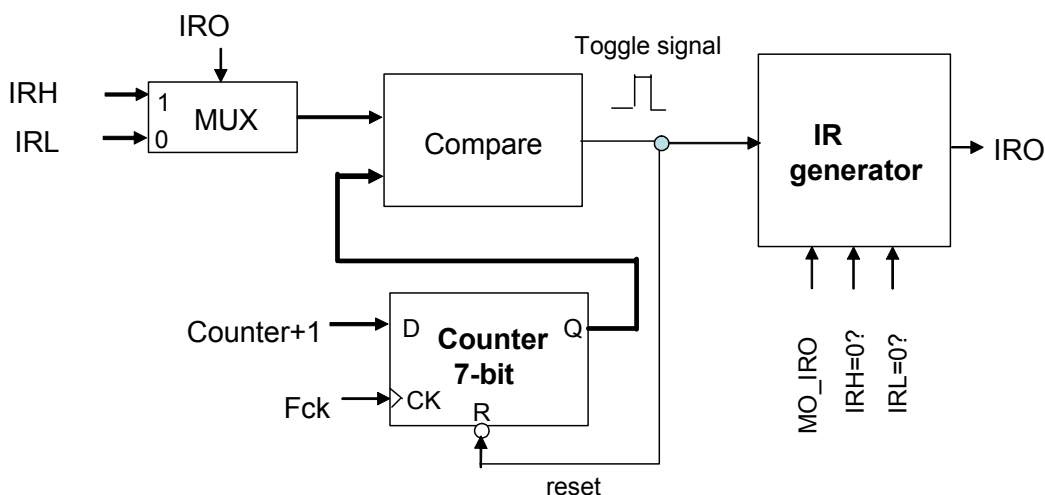 IRO
Toggle signal
IRH
IRL
1
0
MUX
Compare
IR
generator
IRO
Counter+1
Fck
D
Q
Counter
7-bit
CK
R
reset
MO_IRO
IRH=0?
IRL=0?